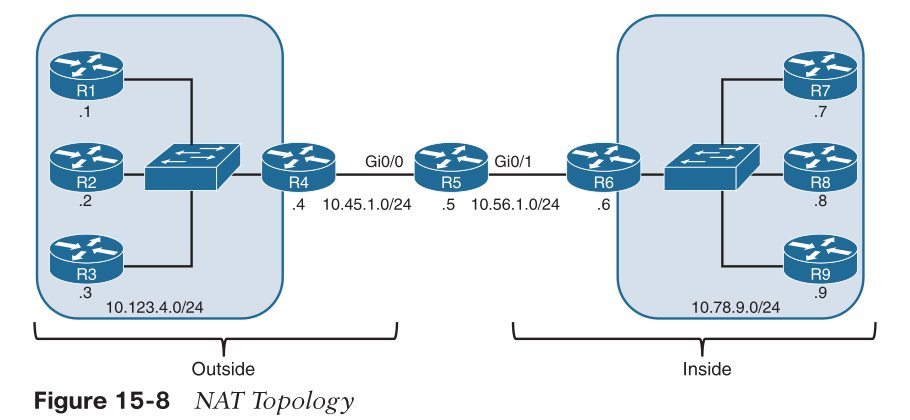 R1
.1
R2
.2
R3
.3
10.123.4.0/24
R4
.4
Gi0/0
10.45.1.0/24
R5
.5
Gi0/1
10.56.1.0/24
R6
.6
R7
.7
R8
.8
R9
.9
10.78.9.0/24
Outside
Inside
Figure 15-8 NAT Topology